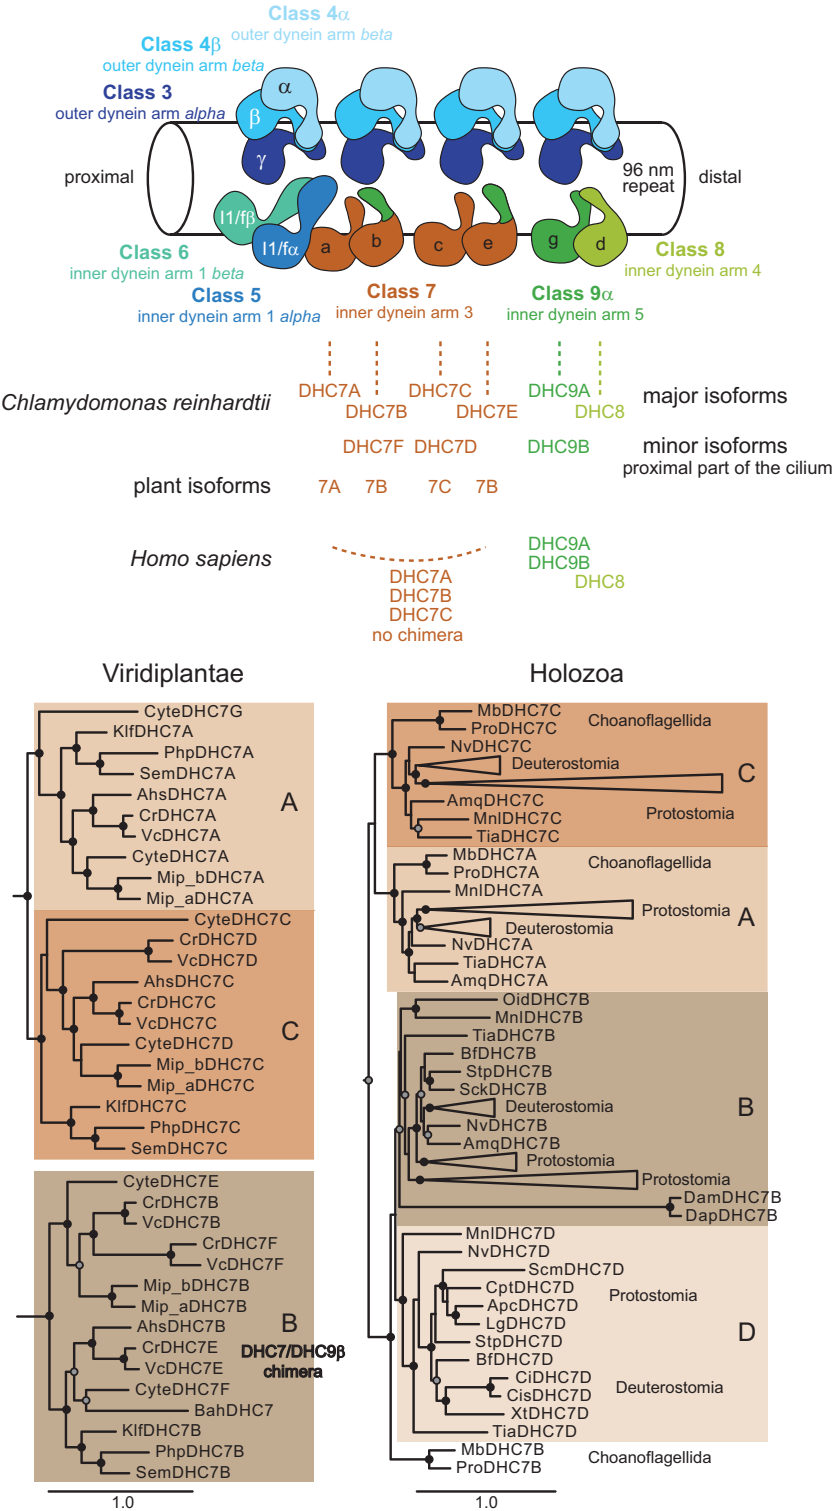 Class 4α
outer dynein arm beta
Class 4β
outer dynein arm beta
Class 3
outer dynein arm alpha
α
β
γ
proximal
96 nm
repeat
distal
I1/fβ
I1/fα
a
b
c
e
g
d
Class 6
inner dynein arm 1 beta
Class 8
inner dynein arm 4
Class 5
inner dynein arm 1 alpha
Class 7
inner dynein arm 3
Class 9α
inner dynein arm 5
Chlamydomonas reinhardtii
DHC7A DHC7C DHC9A
DHC7B DHC7E DHC8
major isoforms
DHC7F DHC7D DHC9B
minor isoforms
proximal part of the cilium
plant isoforms 7A 7B 7C 7B
Homo sapiens
DHC9A
DHC9B
DHC8
DHC7A
DHC7B
DHC7C
no chimera
Viridiplantae
CyteDHC7G
KlfDHC7A
PhpDHC7A
SemDHC7A
AhsDHC7A
CrDHC7A
VcDHC7A
CyteDHC7A
Mip_bDHC7A
Mip_aDHC7A
A
CyteDHC7C
CrDHC7D
VcDHC7D
AhsDHC7C
CrDHC7C
VcDHC7C
CyteDHC7D
Mip_bDHC7C
Mip_aDHC7C
KlfDHC7C
PhpDHC7C
SemDHC7C
C
CyteDHC7E
CrDHC7B
VcDHC7B
CrDHC7F
VcDHC7F
Mip_bDHC7B
Mip_aDHC7B
AhsDHC7B
CrDHC7E
VcDHC7E
CyteDHC7F
BahDHC7
KlfDHC7B
PhpDHC7B
SemDHC7B
B
DHC7/DHC9β
chimera
1.0
Holozoa
MbDHC7C
ProDHC7C
Choanoflagellida
NvDHC7C
Deuterostomia
C
AmqDHC7C
Protostomia
MnlDHC7C
TiaDHC7C
MbDHC7A
ProDHC7A
Choanoflagellida
MnlDHC7A
Protostomia
A
Deuterostomia
NvDHC7A
TiaDHC7A
AmqDHC7A
OidDHC7B
MnlDHC7B
TiaDHC7B
BfDHC7B
StpDHC7B
SckDHC7B
Deuterostomia
B
NvDHC7B
AmqDHC7B
Protostomia
Protostomia
DamDHC7B
DapDHC7B
MnlDHC7D
NvDHC7D
ScmDHC7D
CptDHC7D
Protostomia
ApcDHC7D
LgDHC7D
D
StpDHC7D
BfDHC7D
CiDHC7D
Deuterostomia
CisDHC7D
XtDHC7D
TiaDHC7D
MbDHC7B
ProDHC7B
Choanoflagellida
1.0